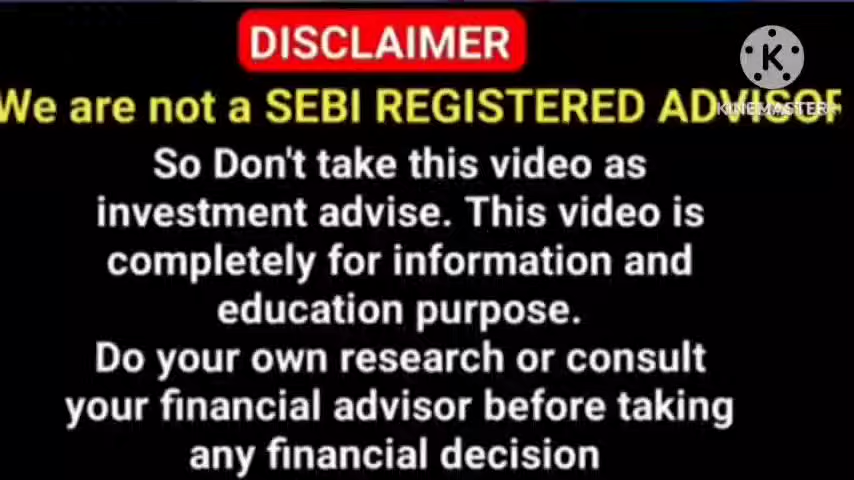 DISCLAIMER
K
We are not a SEBI REGISTERED ADVISOR
KINEMASTER
So Don't take this video as
investment advise. This video is
completely for information and
education purpose.
Do your own research or consult
your financial advisor before taking
any financial decision